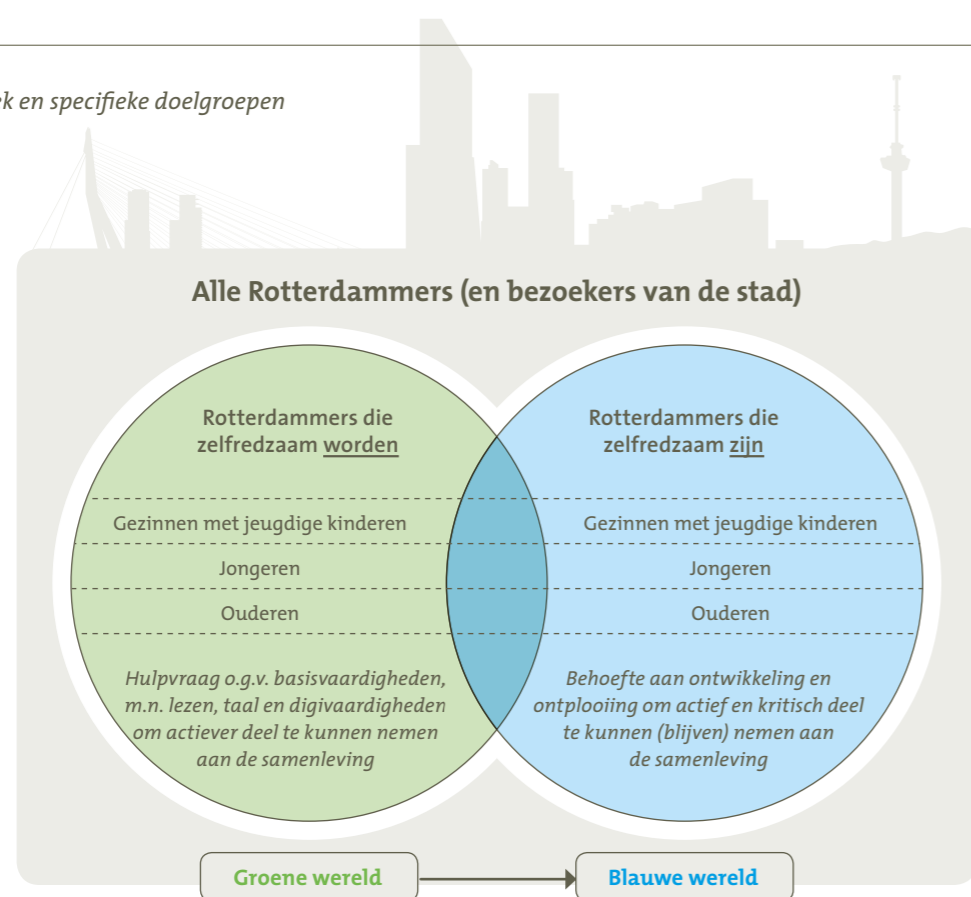 en specifieke doelgroepen
Alle Rotterdammers (en bezoekers van de stad)
Rotterdammers die
zelfredzaam worden
Gezinnen met jeugdige kinderen
Jongeren
Ouderen
Hulpvraag o.g.v. basisvaardigheden,
m.n. lezen, taal en digivaardigheden
om actiever deel te kunnen nemen
aan de samenleving
Rotterdammers die
zelfredzaam zijn
Gezinnen met jeugdige kinderen
Jongeren
Ouderen
Behoefte aan ontwikkeling en
ontplooiing om actief en kritisch deel
te kunnen (blijven) nemen aan
de samenleving
Groene wereld
Blauwe wereld